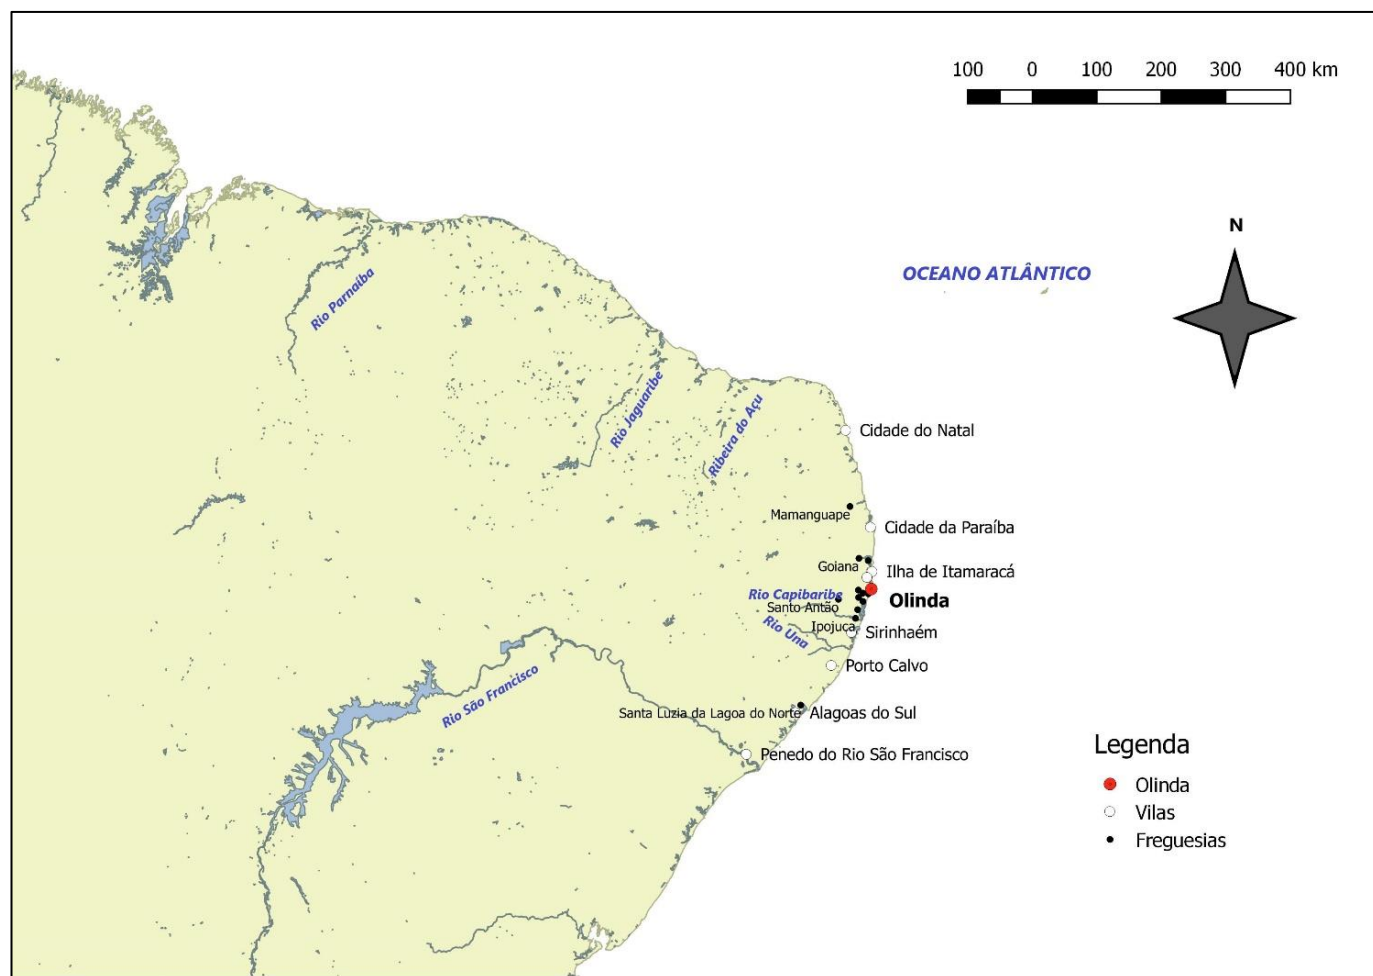 100 0 100 200 300 400 km
N
OCEANO ATLÂNTICO
Rio Parnaíba
Rio Jaguaribe
Ribeira do Açu
Cidade do Natal
Mamanguape
Cidade da Paraíba
Goiana
Ilha de Itamaracá
Rio Capibaribe
Olinda
Santo Antão
Ipojuca
Rio Una
Sirinhaém
Porto Calvo
Rio São Francisco
Santa Luzia da Lagoa do Norte
Alagoas do Sul
Penedo do Rio São Francisco
Legenda
Olinda
Vilas
Freguesias